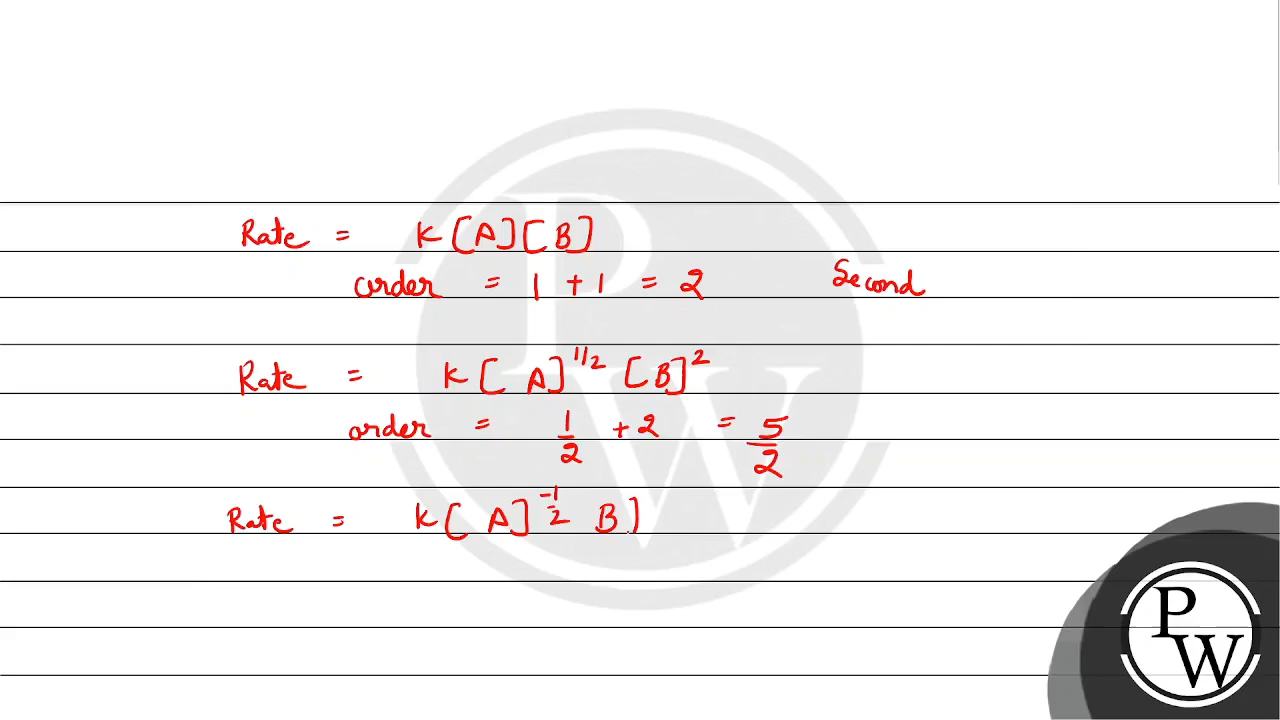 Rate = K[A][B]
order = 1 + 1 = 2 Second
Rate = K[A]^1/2 [B]^2
order = 1/2 + 2 = 5/2
Rate = K[A]^-1/2 B]
PW
PW